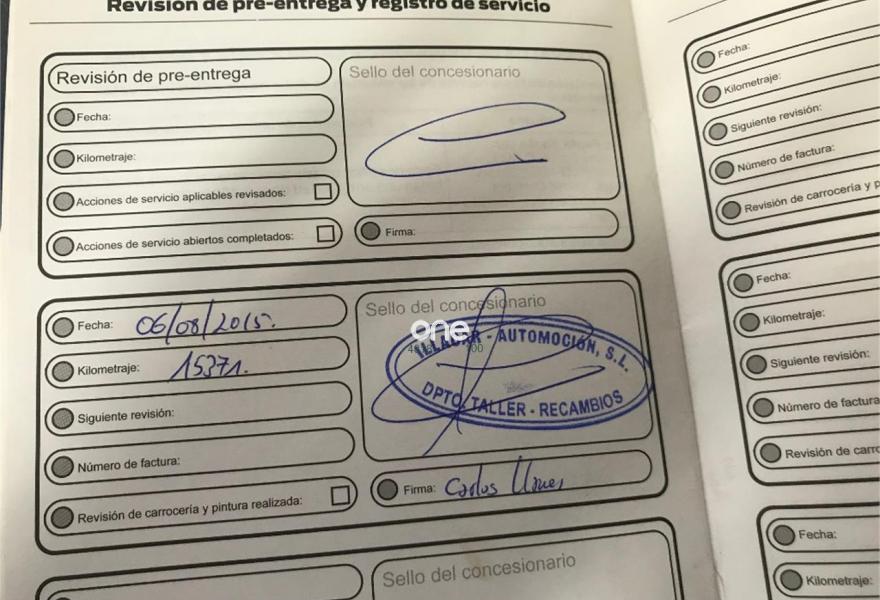 Revisión de pre-entrega y registro de servicio
Revisión de pre-entrega
Sello del concesionario
Fecha:
Kilometraje:
Acciones de servicio aplicables revisados:
Acciones de servicio abiertos completados:
Firma:
Fecha: 06/08/2015.
Kilometraje: 15371.
Siguiente revisión:
Número de factura:
Revisión de carrocería y pintura realizada:
Sello del concesionario
one
- AUTOMOCIÓN, S.L.
DPTO. TALLER - RECAMBIOS
Firma: Carlos
Sello del concesionario
Fecha:
Kilometraje:
Siguiente revisión:
Número de factura:
Revisión de carrocería y
Fecha:
Kilometraje:
Siguiente revisión:
Número de factura
Revisión de
Fecha:
Kilometraje: